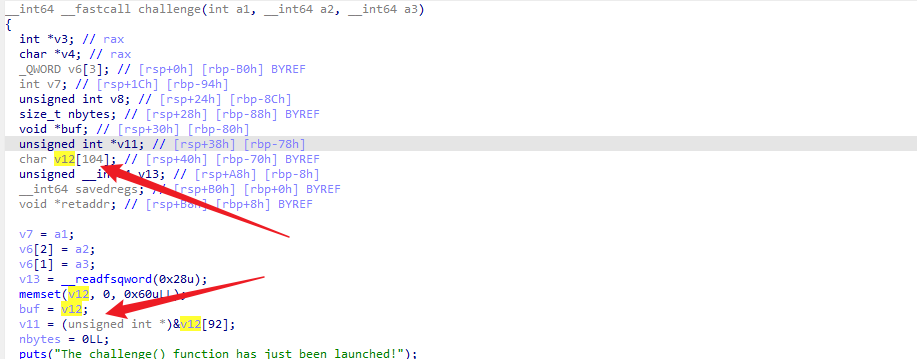 __int64 __fastcall challenge(int a1, __int64 a2, __int64 a3)
{
int *v3; // rax
char *v4; // rax
_QWORD v6[3]; // [rsp+0h] [rbp-B0h] BYREF
int v7; // [rsp+1Ch] [rbp-94h]
unsigned int v8; // [rsp+24h] [rbp-8Ch]
size_t nbytes; // [rsp+28h] [rbp-88h] BYREF
void *buf; // [rsp+30h] [rbp-80h]
unsigned int *v11; // [rsp+38h] [rbp-78h]
char v12[104]; // [rsp+40h] [rbp-70h] BYREF
unsigned v13; // [rsp+A8h] [rbp-8h]
__int64 savedregs; // [rsp+B0h] [rbp+0h] BYREF
void *retaddr; // [rsp+B8h] [rbp+8h] BYREF
v7 = a1;
v6[2] = a2;
v6[1] = a3;
v13 = __readfsqword(0x28u);
memset(v12, 0, 0x60uLL);
buf = v12;
v11 = (unsigned int *)&v12[92];
nbytes = 0LL;
puts("The challenge() function has just been launched!");